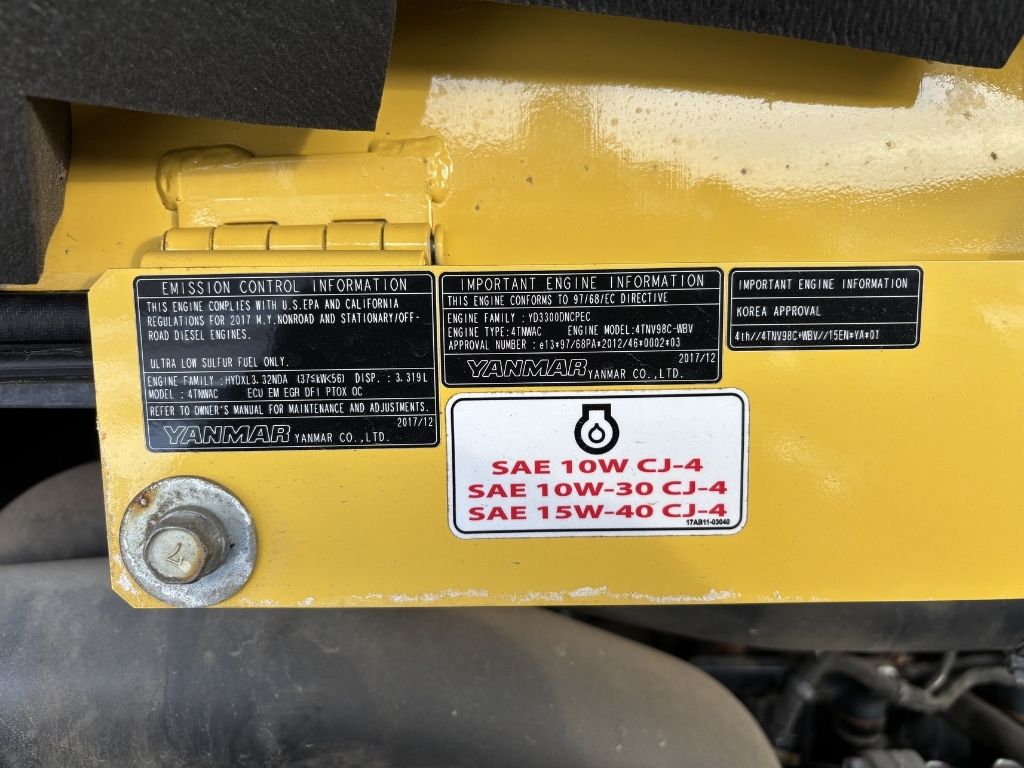 EMISSION CONTROL INFORMATION
THIS ENGINE COMPLIES WITH U.S.EPA AND CALIFORNIA
REGULATIONS FOR 2017 M.Y.NONROAD AND STATIONARY/OFF-
ROAD DIESEL ENGINES.
ULTRA LOW SULFUR FUEL ONLY.
ENGINE FAMILY : HYDXL3.32NDA (37≤kW<56) DISP. : 3.319L
MODEL : 4TNWAC ECU EM EGR DFI PTOX OC
REFER TO OWNER'S MANUAL FOR MAINTENANCE AND ADJUSTMENTS.
2017/12
YANMAR YANMAR CO.,LTD.
IMPORTANT ENGINE INFORMATION
THIS ENGINE CONFORMS TO 97/68/EC DIRECTIVE
ENGINE FAMILY : YD3300DNCPEC
ENGINE TYPE:4TNWAC ENGINE MODEL:4TNV98C-WBV
APPROVAL NUMBER : e13*97/68PA*2012/46*0002*03
2017/12
YANMAR YANMAR CO.,LTD.
IMPORTANT ENGINE INFORMATION
KOREA APPROVAL
4th//4TNV98C*WBV//15EN*YA*01
SAE 10W CJ-4
SAE 10W-30 CJ-4
SAE 15W-40 CJ-4
17AB11-03040
7